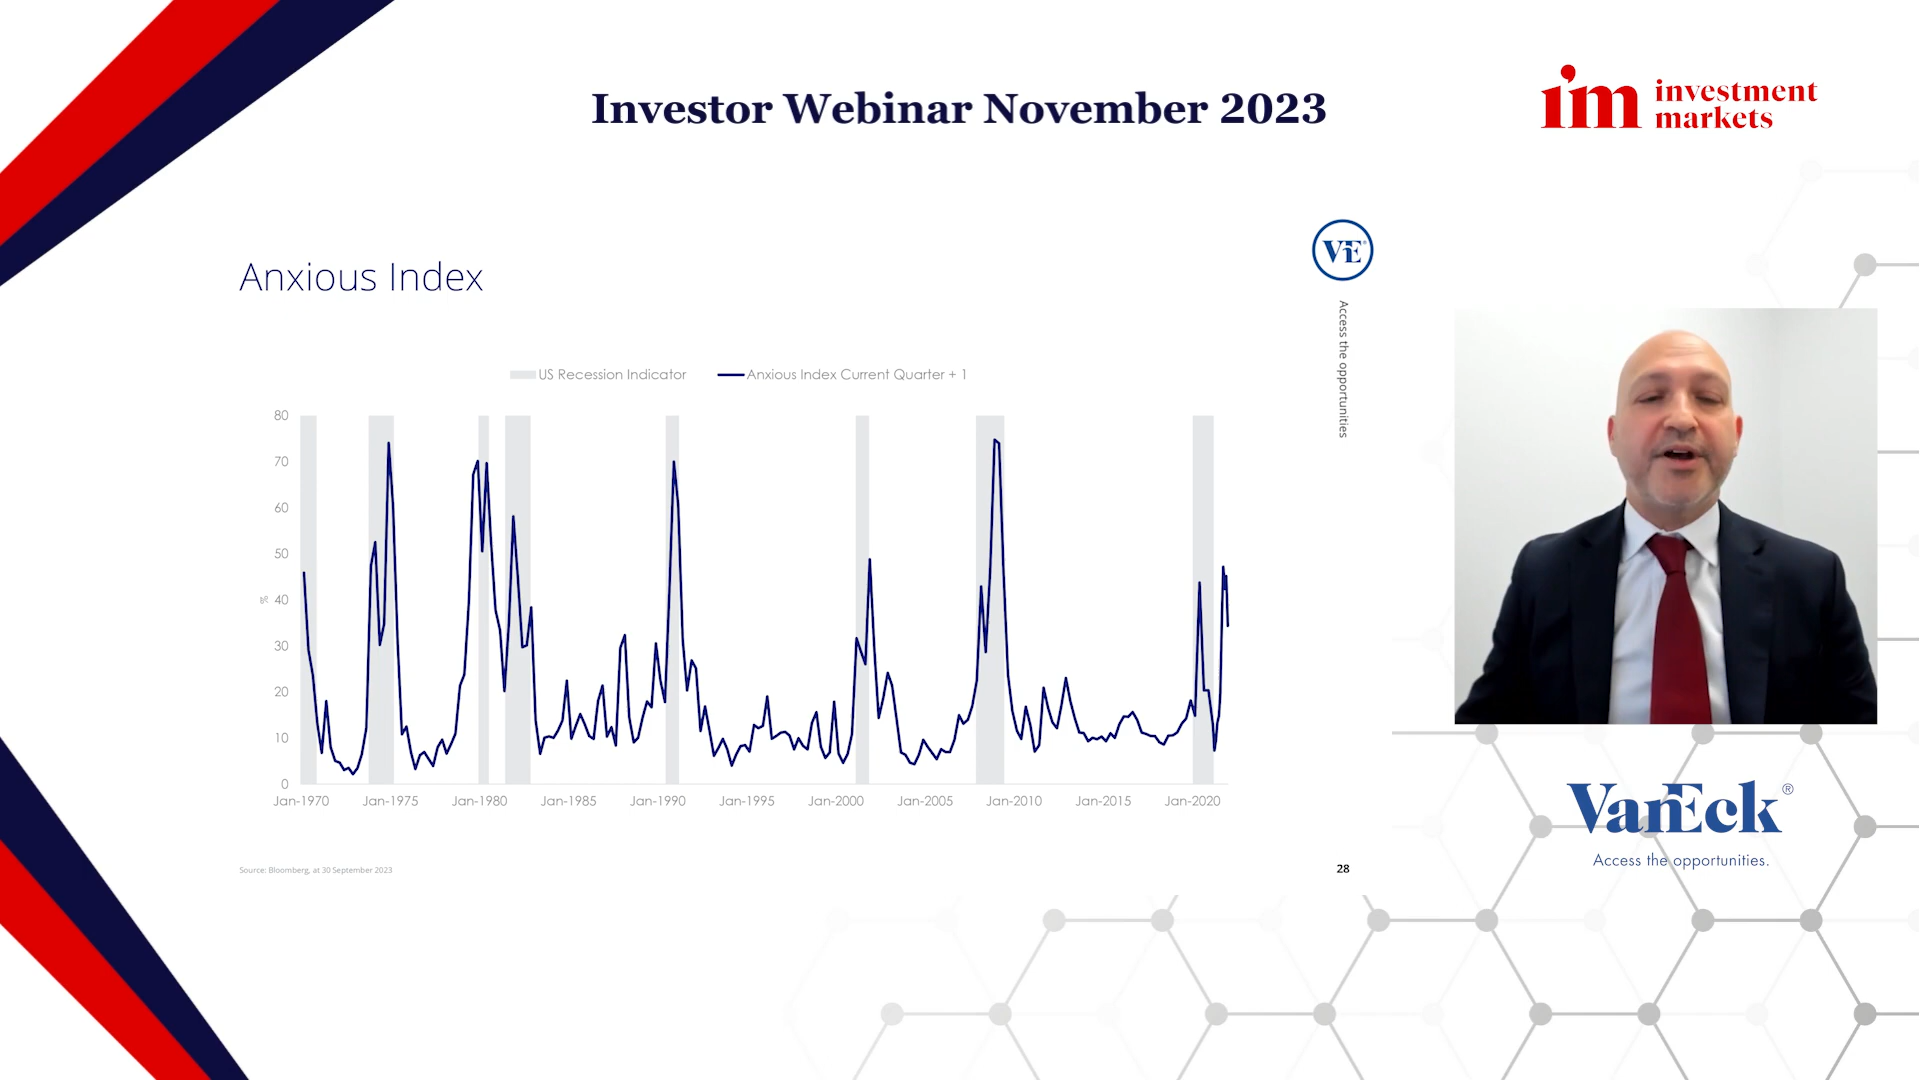 Investor Webinar November 2023
im investment
markets
VE
Access the opportunities
Anxious Index
US Recession Indicator
Anxious Index Current Quarter + 1
80
70
60
50
%
40
30
20
10
0
Jan-1970 Jan-1975 Jan-1980 Jan-1985 Jan-1990 Jan-1995 Jan-2000 Jan-2005 Jan-2010 Jan-2015 Jan-2020
Source: Bloomberg, at 30 September 2023
28
VanEck®
Access the opportunities.